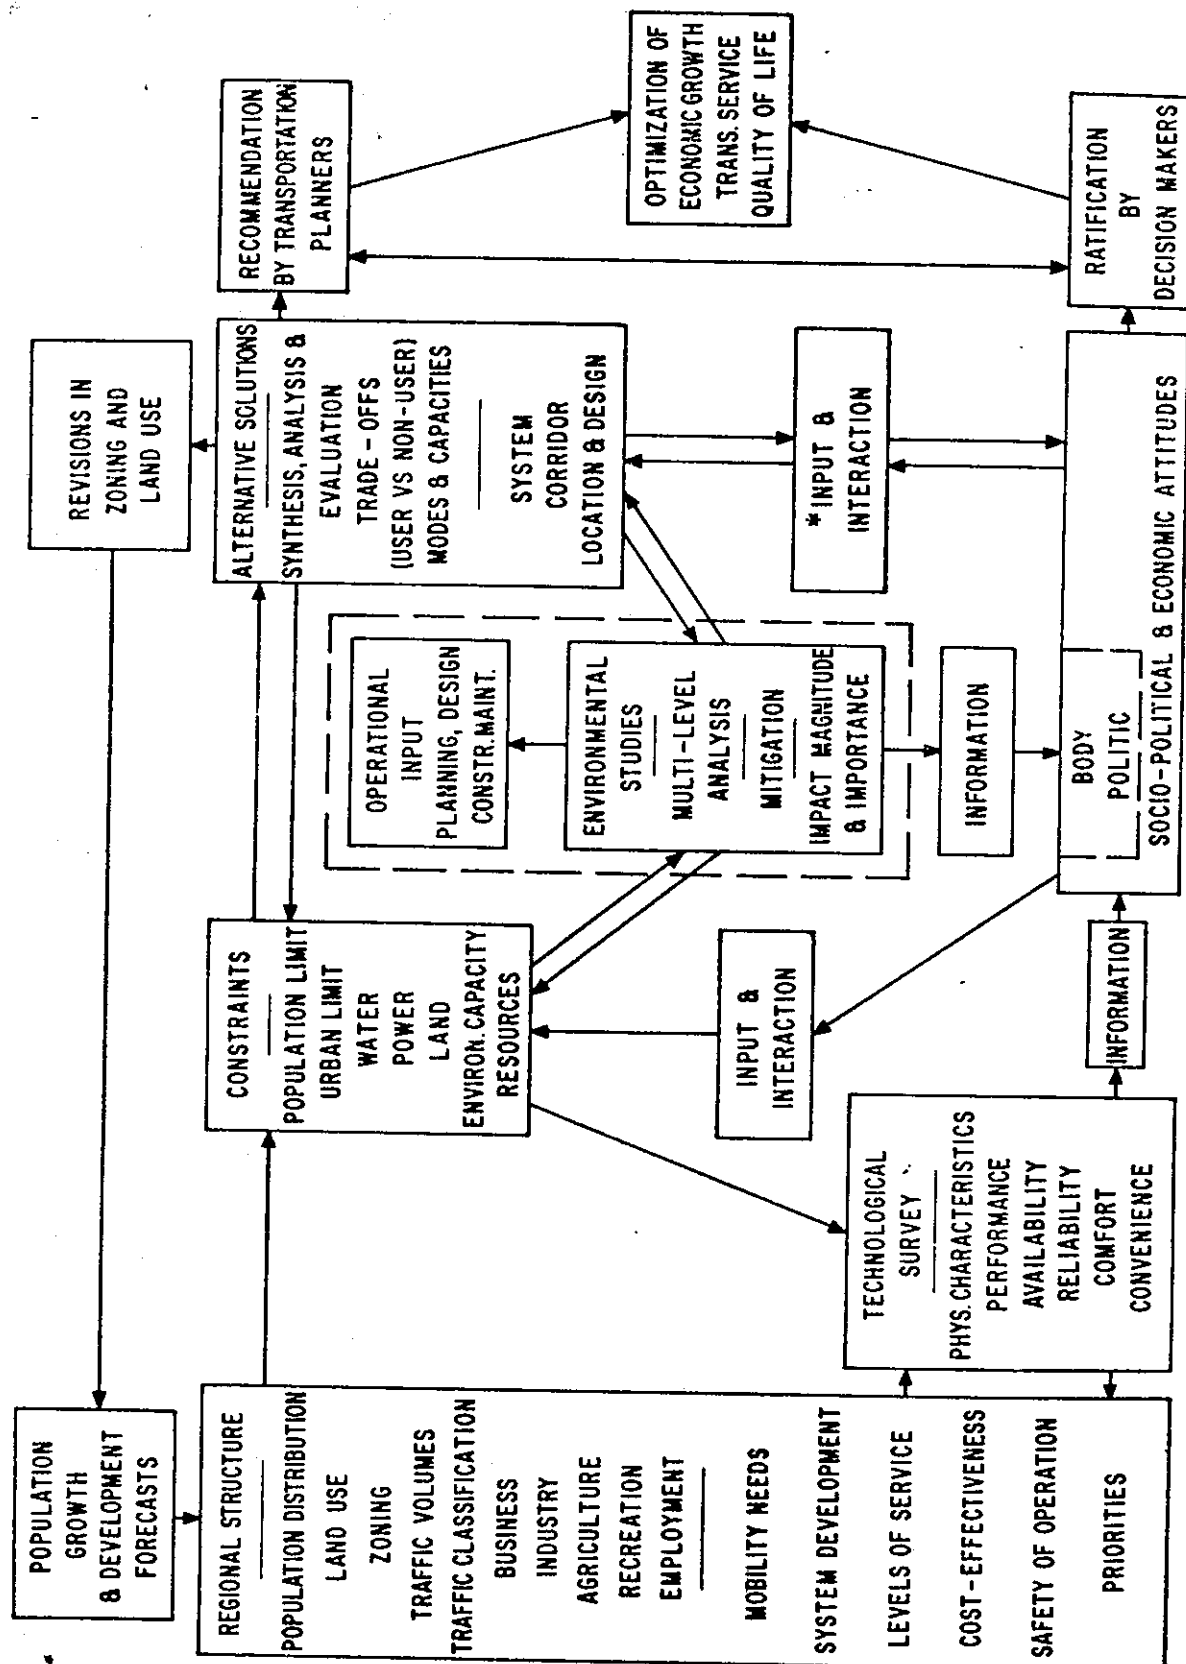 POPULATION
GROWTH
& DEVELOPMENT
FORECASTS
REGIONAL STRUCTURE
POPULATION DISTRIBUTION
LAND USE
ZONING
TRAFFIC VOLUMES
TRAFFIC CLASSIFICATION
BUSINESS
INDUSTRY
AGRICULTURE
RECREATION
EMPLOYMENT
MOBILITY NEEDS
SYSTEM DEVELOPMENT
LEVELS OF SERVICE
COST-EFFECTIVENESS
SAFETY OF OPERATION
PRIORITIES
TECHNOLOGICAL
SURVEY
PHYS. CHARACTERISTICS
PERFORMANCE
AVAILABILITY
RELIABILITY
COMFORT
CONVENIENCE
CONSTRAINTS
POPULATION LIMIT
URBAN LIMIT
WATER
POWER
LAND
ENVIRON. CAPACITY
RESOURCES
INPUT &
INTERACTION
INFORMATION
OPERATIONAL
INPUT
PLANNING, DESIGN
CONSTR. MAINT.
ENVIRONMENTAL
STUDIES
MULTI-LEVEL
ANALYSIS
MITIGATION
IMPACT MAGNITUDE
& IMPORTANCE
INFORMATION
BODY
POLITIC
SOCIO-POLITICAL & ECONOMIC ATTITUDES
REVISIONS IN
ZONING AND
LAND USE
ALTERNATIVE SOLUTIONS
SYNTHESIS, ANALYSIS &
EVALUATION
TRADE-OFFS
(USER VS NON-USER)
MODES & CAPACITIES
SYSTEM
CORRIDOR
LOCATION & DESIGN
*INPUT &
INTERACTION
RECOMMENDATION
BY TRANSPORTATION
PLANNERS
OPTIMIZATION OF
ECONOMIC GROWTH
TRANS. SERVICE
QUALITY OF LIFE
RATIFICATION
BY
DECISION MAKERS